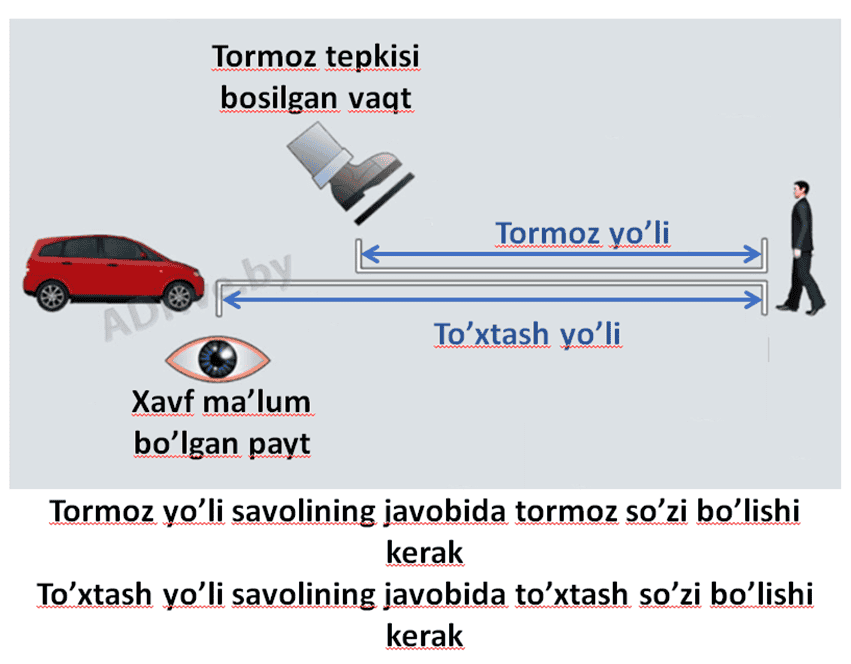 Tormoz tepkisi
bosilgan vaqt
Tormoz yo’li
ADrive.by
To’xtash yo’li
Xavf ma’lum
bo’lgan payt
Tormoz yo’li savolining javobida tormoz so’zi bo’lishi
kerak
To’xtash yo’li savolining javobida to’xtash so’zi bo’lishi
kerak